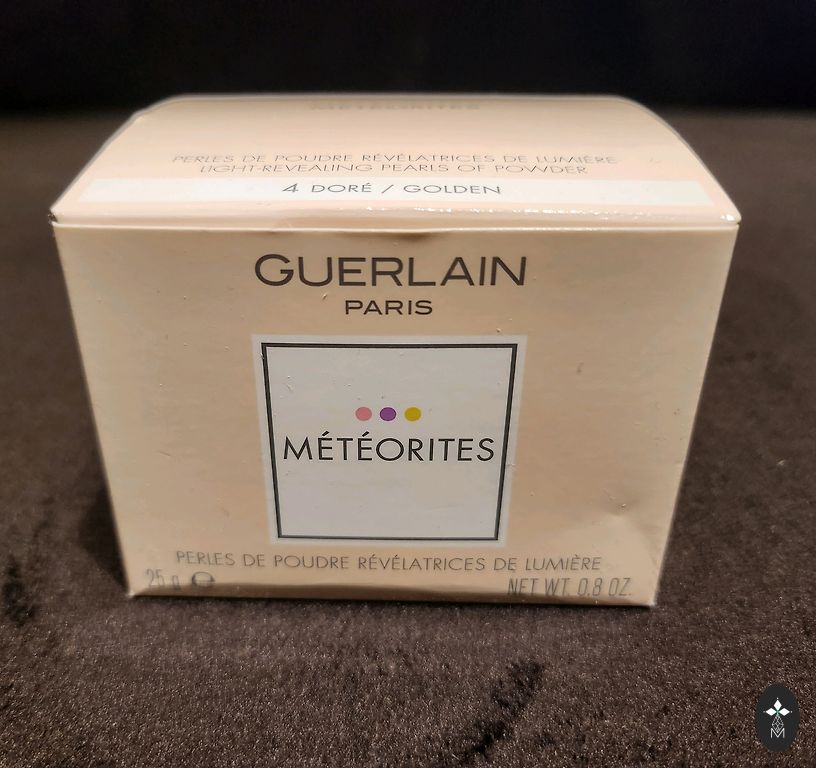 MÉTÉORITES
PERLES DE POUDRE RÉVÉLATRICES DE LUMIÈRE
LIGHT-REVEALING PEARLS OF POWDER
4 DORÉ / GOLDEN
GUERLAIN
PARIS
MÉTÉORITES
PERLES DE POUDRE RÉVÉLATRICES DE LUMIÈRE
25 g ℮ NET WT. 0.8 OZ.
M